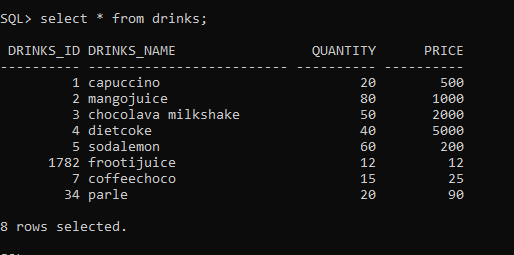 SQL> select * from drinks;
DRINKS_ID DRINKS_NAME QUANTITY PRICE
---------- ------------------------- ---------- ----------
1 capuccino 20 500
2 mangojuice 80 1000
3 chocolava milkshake 50 2000
4 dietcoke 40 5000
5 sodalemon 60 200
1782 frootijuice 12 12
7 coffeechoco 15 25
34 parle 20 90
8 rows selected.